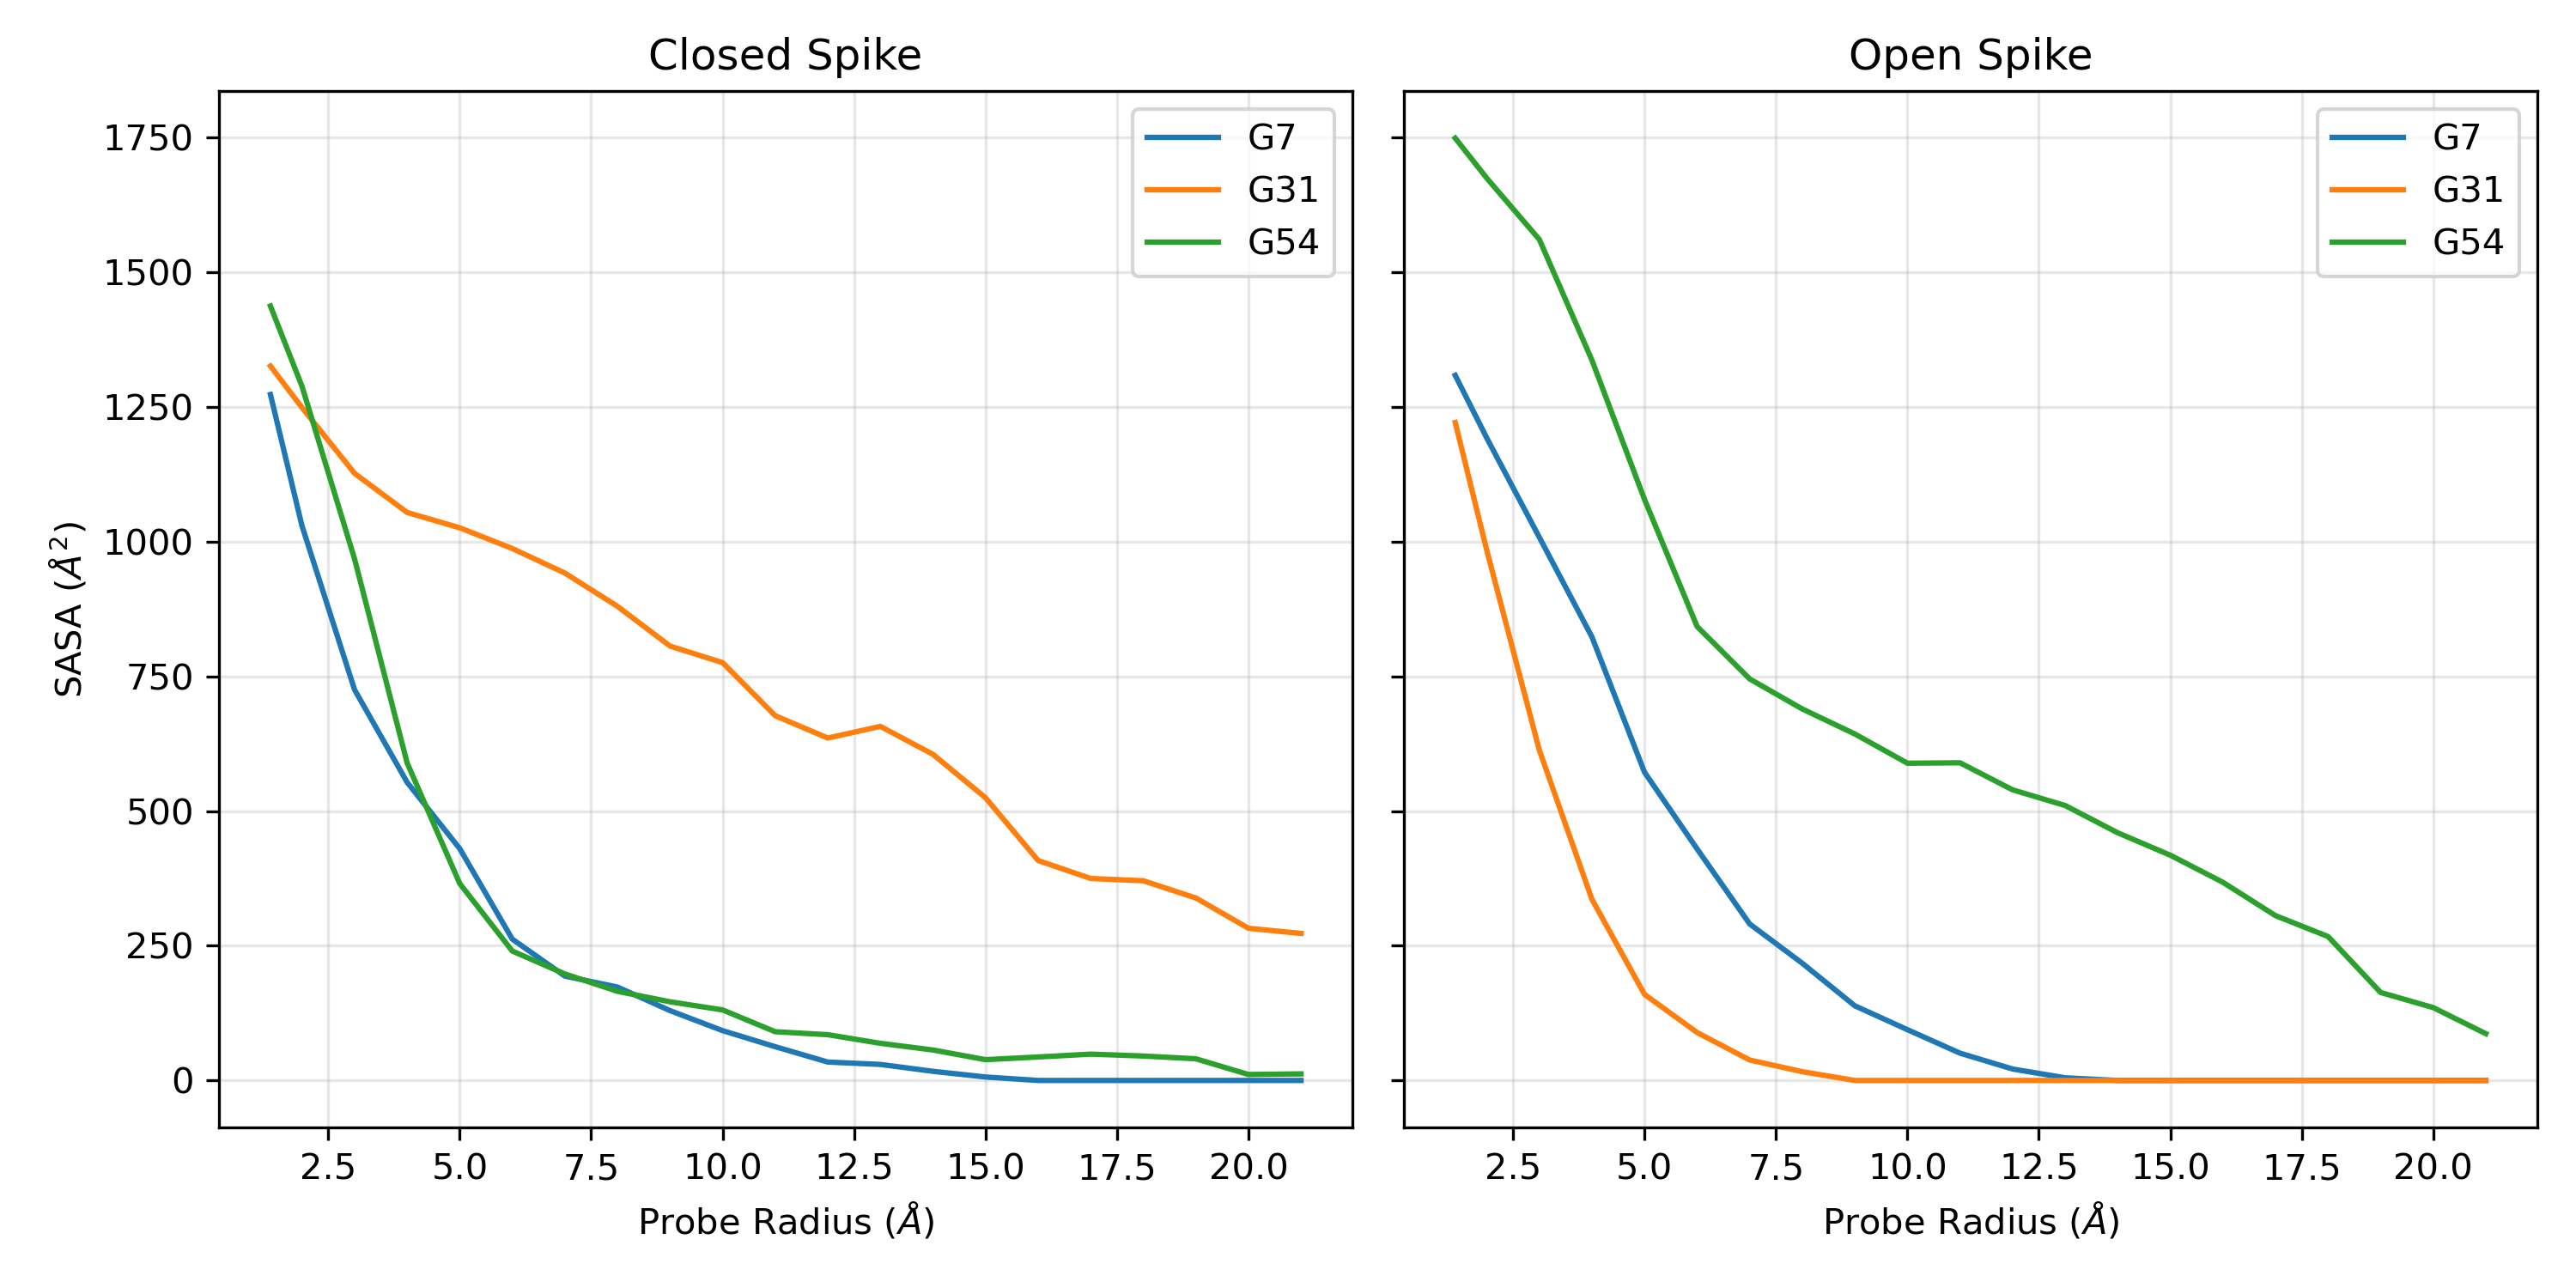 Closed Spike
Open Spike
G7
G31
G54
G7
G31
G54
SASA (Å²)
1750
1500
1250
1000
750
500
250
0
2.5 5.0 7.5 10.0 12.5 15.0 17.5 20.0
2.5 5.0 7.5 10.0 12.5 15.0 17.5 20.0
Probe Radius (Å)
Probe Radius (Å)